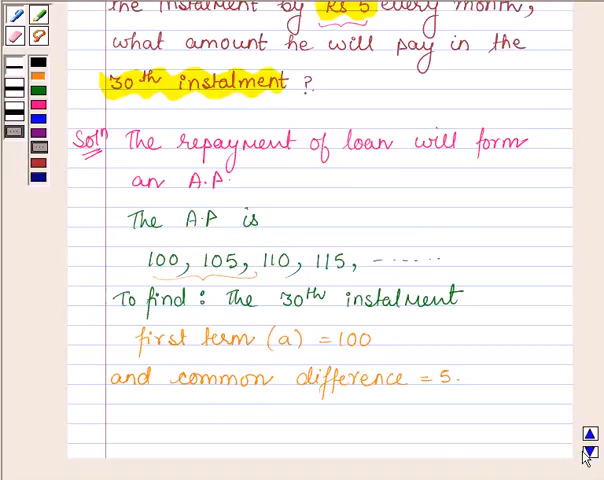 the instalment by Rs 5 every month,
what amount he will pay in the
30th instalment ?
Soln The repayment of loan will form
an A.P.
The A.P is
100, 105, 110, 115, -------
To find : The 30th instalment
first term (a) = 100
and common difference = 5.